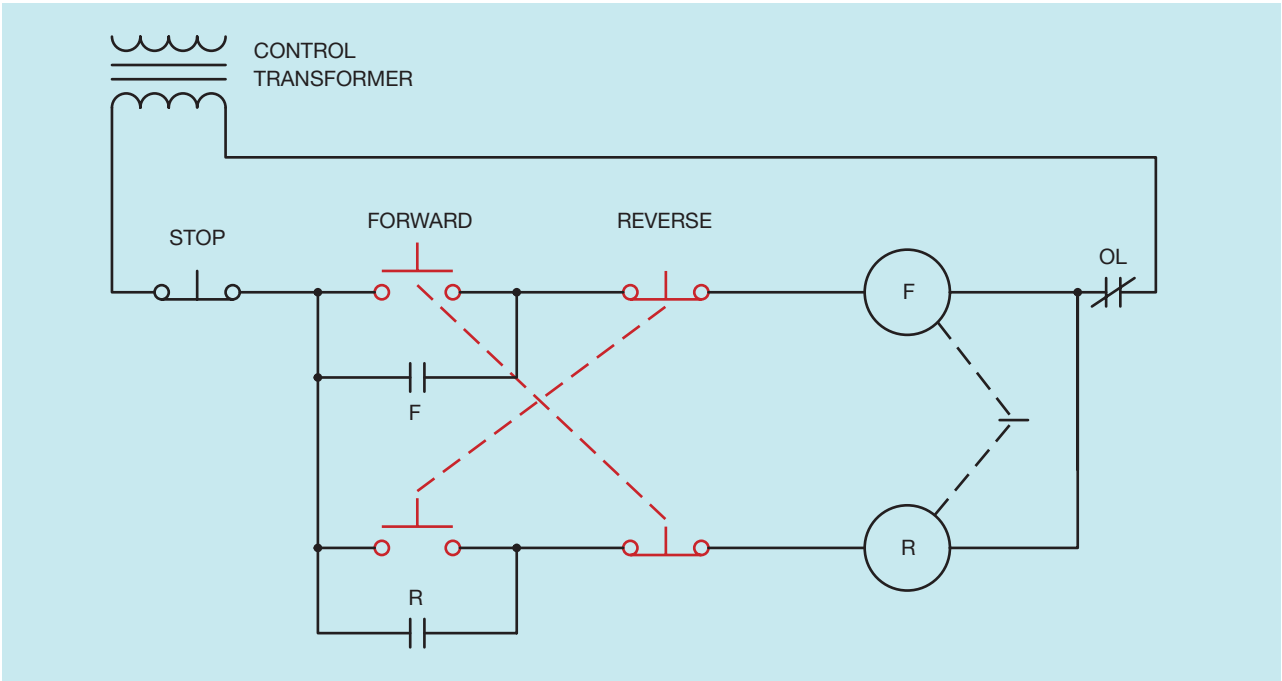 CONTROL
TRANSFORMER
FORWARD
REVERSE
STOP
OL
F
F
R
R